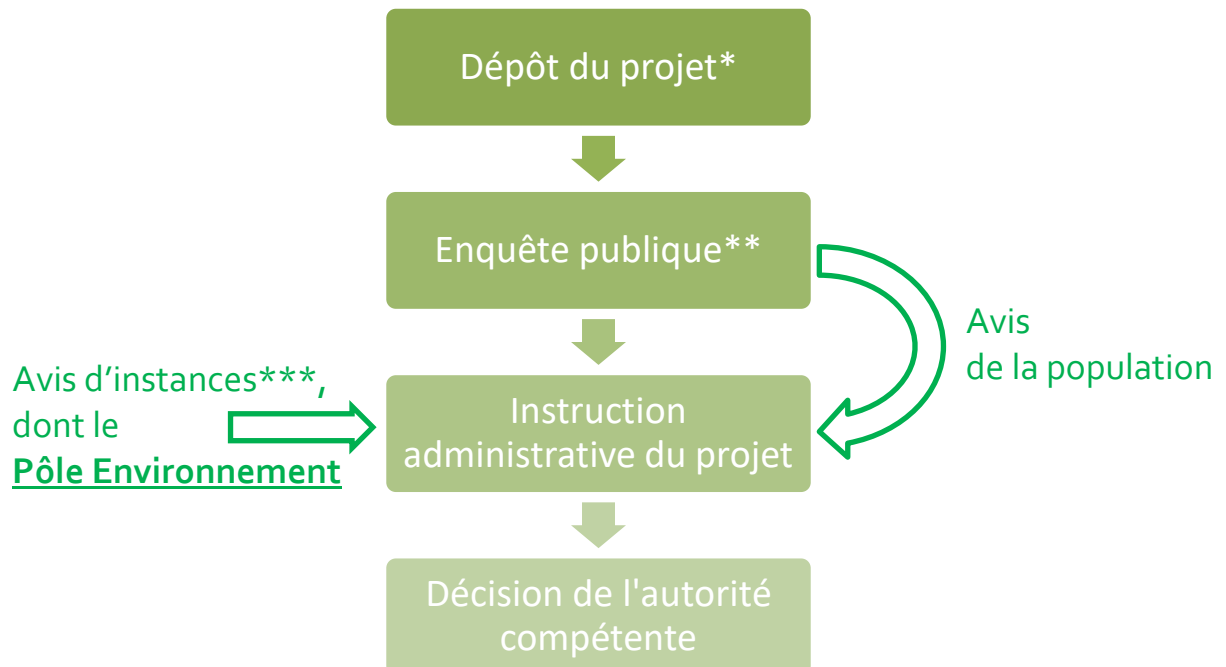 Dépôt du projet*
Enquête publique**
Avis
de la population
Avis d’instances***,
dont le
Pôle Environnement
Instruction
administrative du projet
Décision de l'autorité
compétente